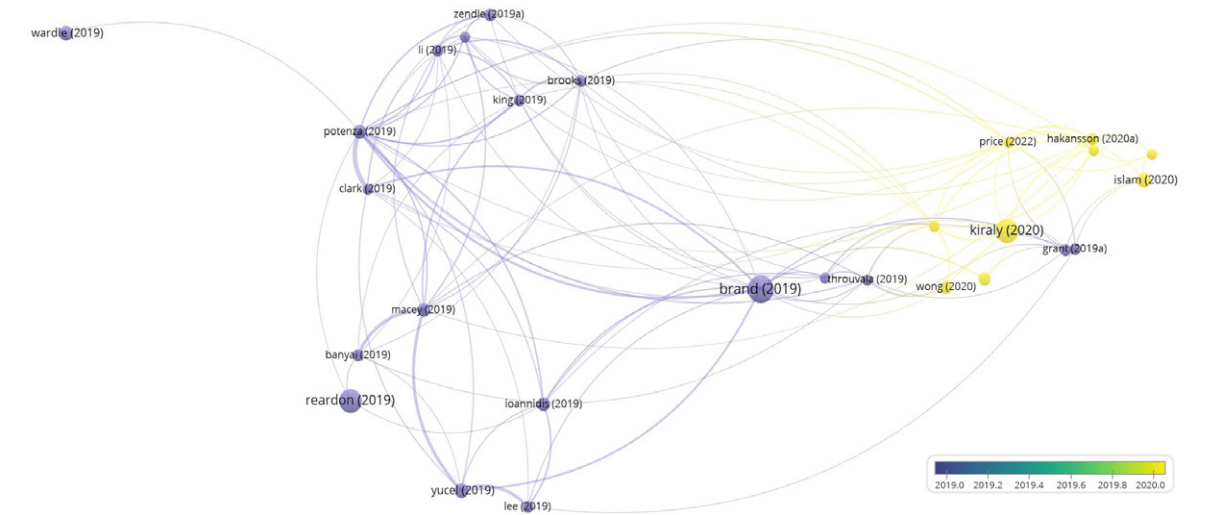 zendle (2019a)
wardle (2019)
li (2019)
brooks (2019)
king (2019)
potenza (2019)
price (2022)
hakansson (2020a)
islam (2020)
clark (2019)
kiraly (2020)
grant (2019a)
throuvala (2019)
wong (2020)
brand (2019)
macey (2019)
banyai (2019)
reardon (2019)
ioannidis (2019)
yucel (2019)
lee (2019)
2019.0 2019.2 2019.4 2019.6 2019.8 2020.0